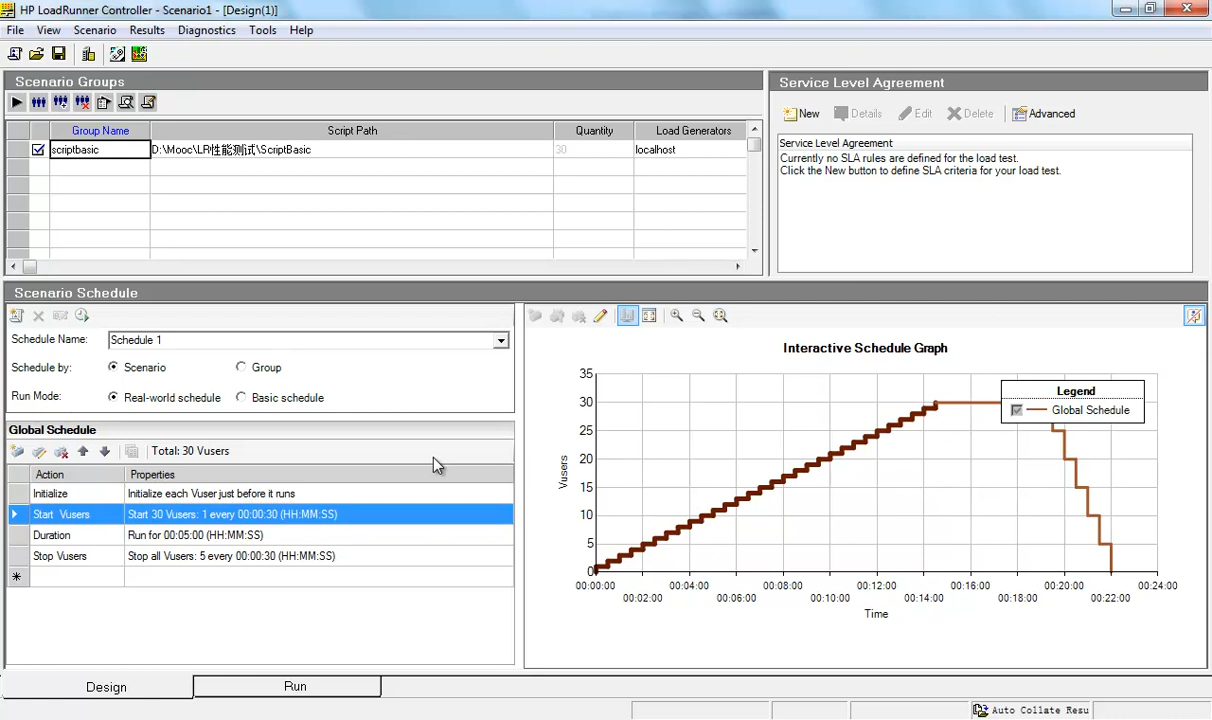 HP LoadRunner Controller - Scenario1 - [Design(1)]
File View Scenario Results Diagnostics Tools Help
Scenario Groups
Group Name Script Path Quantity Load Generators
scriptbasic D:\Mooc\LR性能测试\ScriptBasic 30 localhost
Service Level Agreement
New Details Edit Delete Advanced
Service Level Agreement
Currently no SLA rules are defined for the load test.
Click the New button to define SLA criteria for your load test.
Scenario Schedule
Schedule Name: Schedule 1
Schedule by: Scenario Group
Run Mode: Real-world schedule Basic schedule
Global Schedule
Total: 30 Vusers
Action Properties
Initialize Initialize each Vuser just before it runs
Start Vusers Start 30 Vusers: 1 every 00:00:30 (HH:MM:SS)
Duration Run for 00:05:00 (HH:MM:SS)
Stop Vusers Stop all Vusers: 5 every 00:00:30 (HH:MM:SS)
Interactive Schedule Graph
Legend
Global Schedule
35
30
25
20
15
10
5
0
Vusers
00:00:00 00:04:00 00:08:00 00:12:00 00:16:00 00:20:00 00:24:00
00:02:00 00:06:00 00:10:00 00:14:00 00:18:00 00:22:00
Time
Design Run
Auto Collate Resu